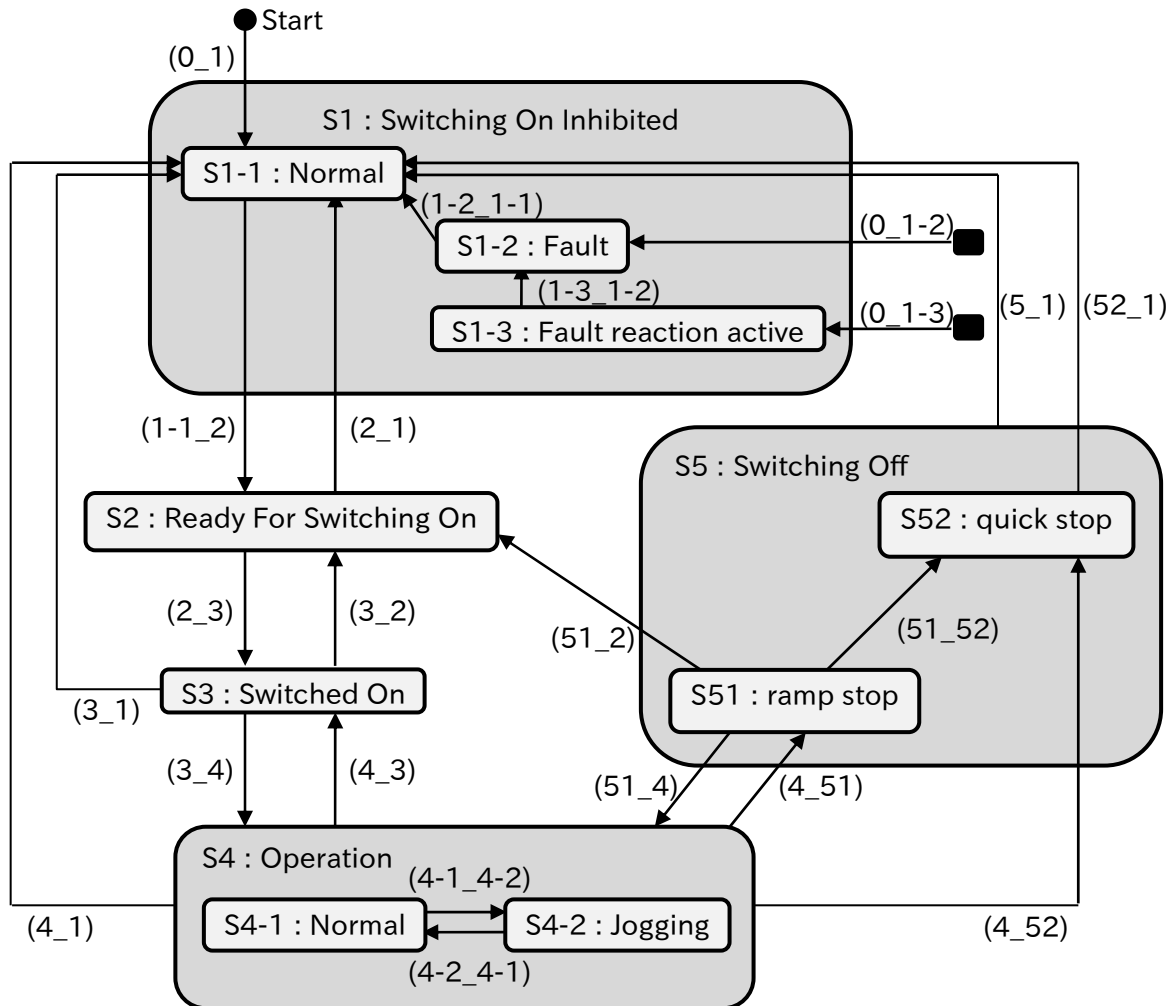 Start
(0_1)
S1 : Switching On Inhibited
S1-1 : Normal
(1-2_1-1)
(0_1-2)
S1-2 : Fault
(1-3_1-2)
(5_1)
(52_1)
(0_1-3)
S1-3 : Fault reaction active
(1-1_2)
(2_1)
S5 : Switching Off
S2 : Ready For Switching On
S52 : quick stop
(2_3)
(3_2)
(51_2)
(51_52)
S3 : Switched On
S51 : ramp stop
(3_1)
(3_4)
(4_3)
(51_4)
(4_51)
S4 : Operation
(4-1_4-2)
S4-1 : Normal
S4-2 : Jogging
(4_1)
(4_52)
(4-2_4-1)